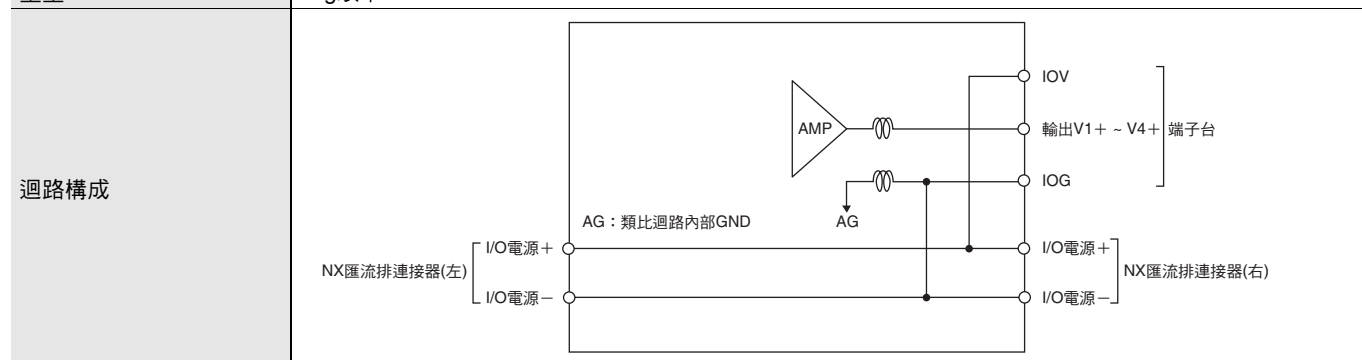 迴路構成
IOV
AMP
輸出V1＋ ~ V4＋
端子台
IOG
AG：類比迴路內部GND
AG
NX匯流排連接器(左)
I/O電源＋
I/O電源－
I/O電源＋
I/O電源－
NX匯流排連接器(右)